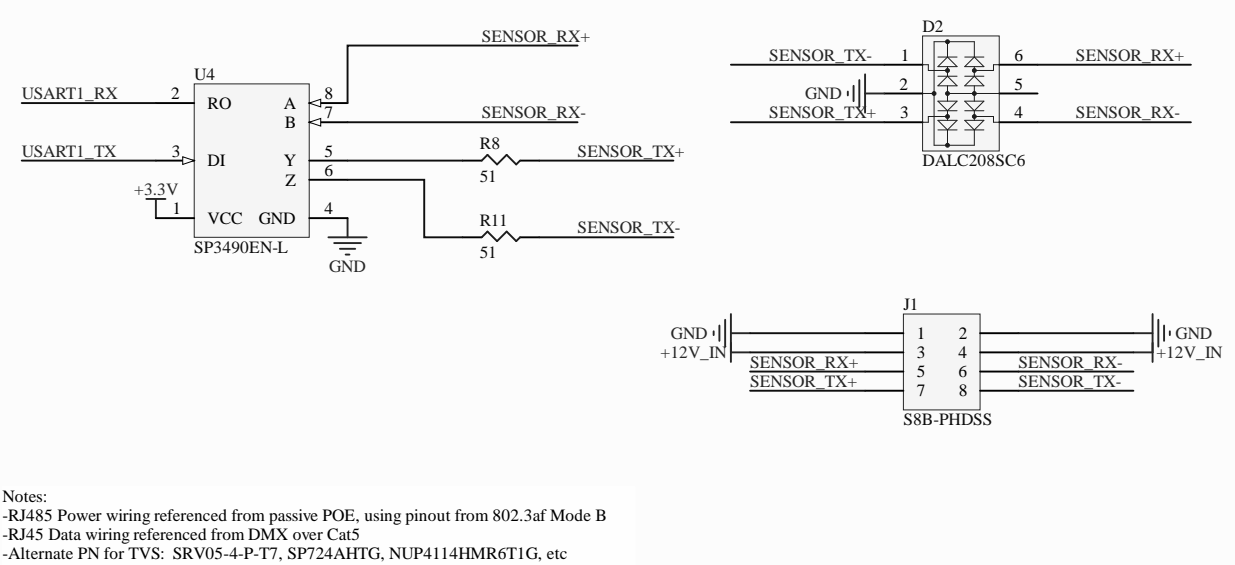 SENSOR_RX+
U4
USART1_RX 2 RO A 8
B 7 SENSOR_RX-
USART1_TX 3 DI Y 5 R8 SENSOR_TX+
51
Z 6
+3.3V
1 VCC GND 4 R11 SENSOR_TX-
51
SP3490EN-L
GND
D2
SENSOR_TX- 1 6 SENSOR_RX+
GND 2 5
SENSOR_TX+ 3 4 SENSOR_RX-
DALC208SC6
J1
GND 1 2 GND
+12V_IN 3 4 +12V_IN
SENSOR_RX+ 5 6 SENSOR_RX-
SENSOR_TX+ 7 8 SENSOR_TX-
S8B-PHDSS
Notes:
-RJ485 Power wiring referenced from passive POE, using pinout from 802.3af Mode B
-RJ45 Data wiring referenced from DMX over Cat5
-Alternate PN for TVS: SRV05-4-P-T7, SP724AHTG, NUP4114HMR6T1G, etc